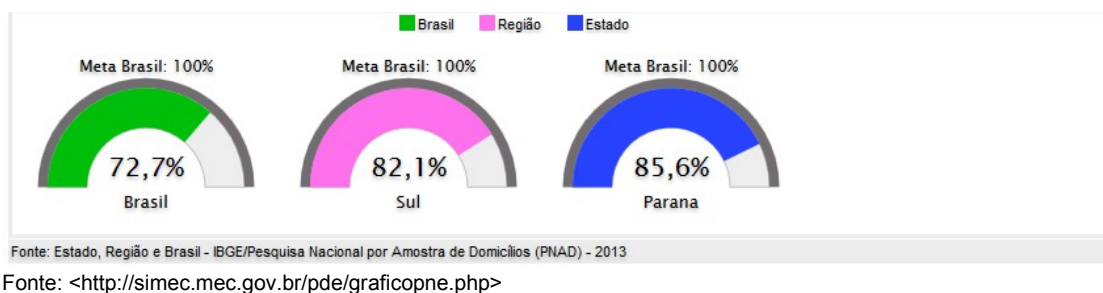 Brasil Região Estado
Meta Brasil: 100% Meta Brasil: 100% Meta Brasil: 100%
72,7% 82,1% 85,6%
Brasil Sul Parana
Fonte: Estado, Região e Brasil - IBGE/Pesquisa Nacional por Amostra de Domicílios (PNAD) - 2013
Fonte: <http://simec.mec.gov.br/pde/graficopne.php>